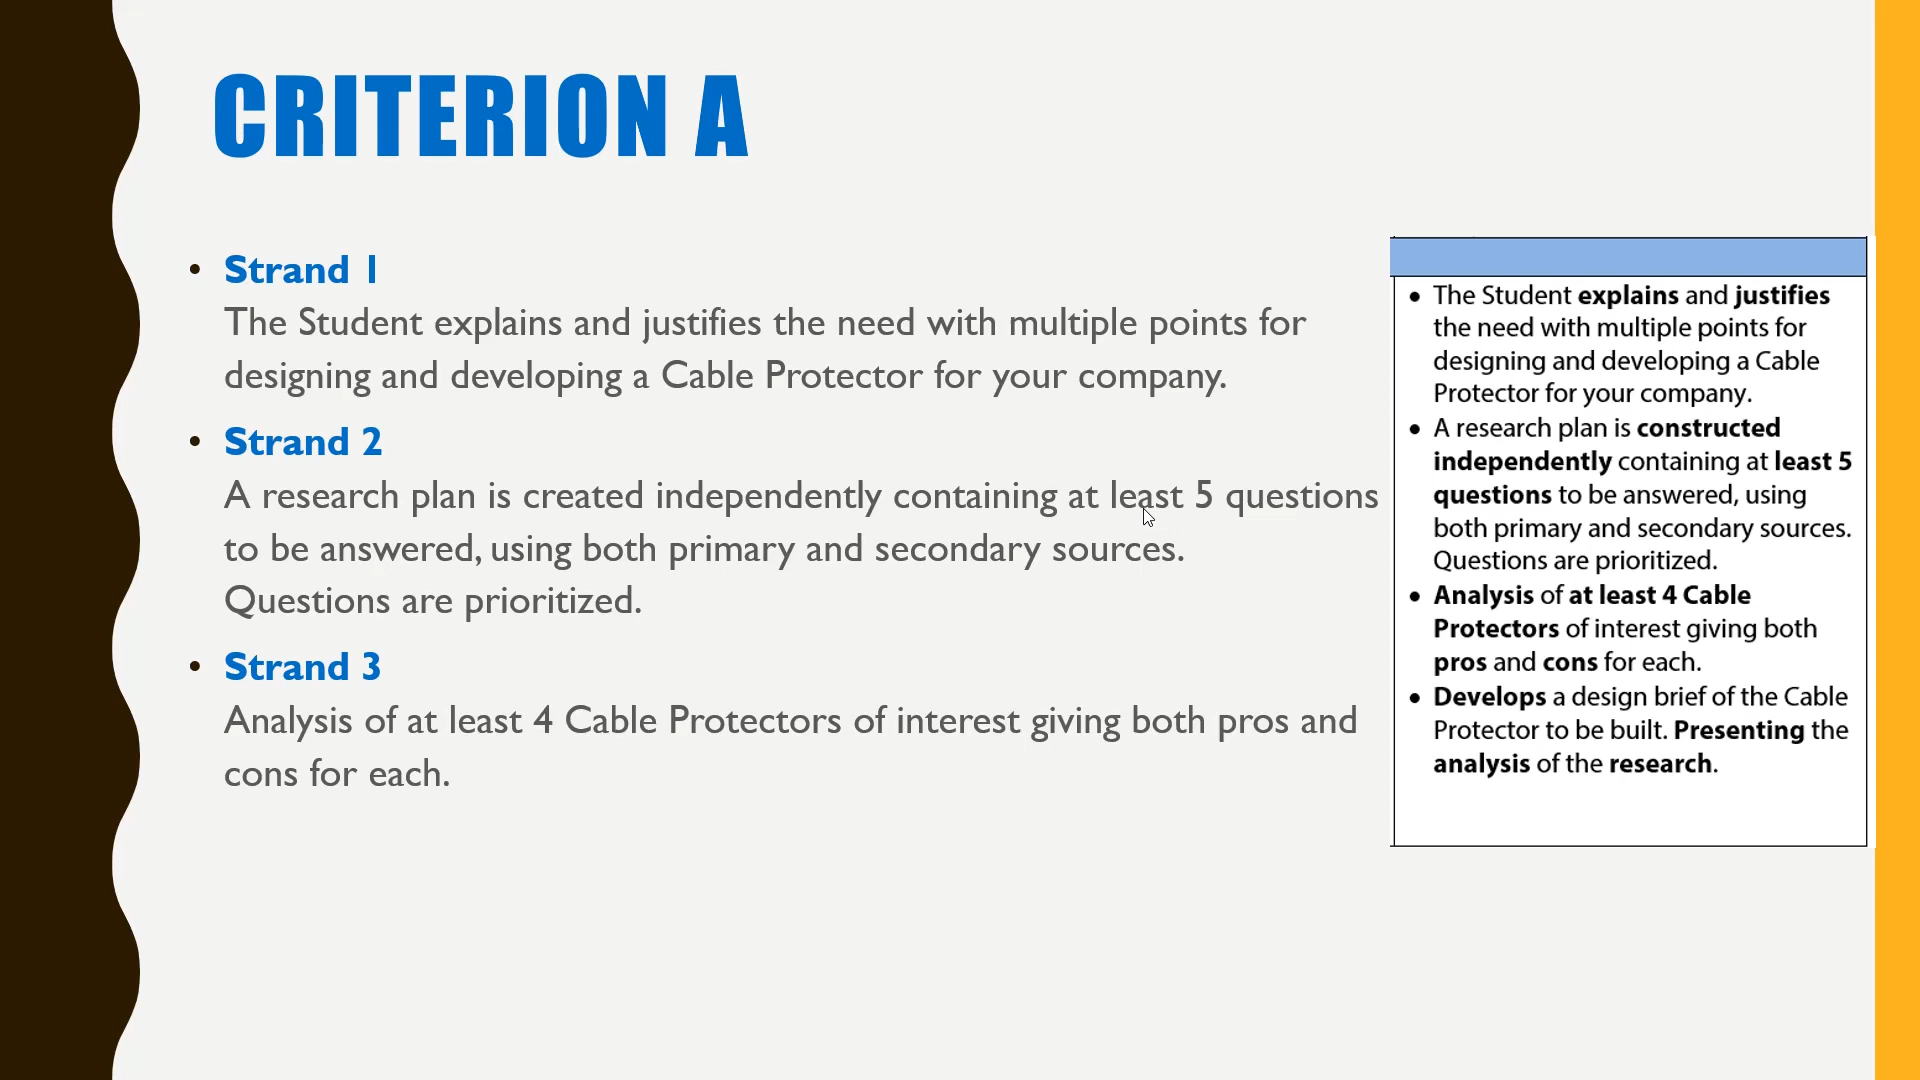 CRITERION A
• Strand 1
The Student explains and justifies the need with multiple points for
designing and developing a Cable Protector for your company.
• Strand 2
A research plan is created independently containing at least 5 questions
to be answered, using both primary and secondary sources.
Questions are prioritized.
• Strand 3
Analysis of at least 4 Cable Protectors of interest giving both pros and
cons for each.
• The Student explains and justifies
the need with multiple points for
designing and developing a Cable
Protector for your company.
• A research plan is constructed
independently containing at least 5
questions to be answered, using
both primary and secondary sources.
Questions are prioritized.
• Analysis of at least 4 Cable
Protectors of interest giving both
pros and cons for each.
• Develops a design brief of the Cable
Protector to be built. Presenting the
analysis of the research.